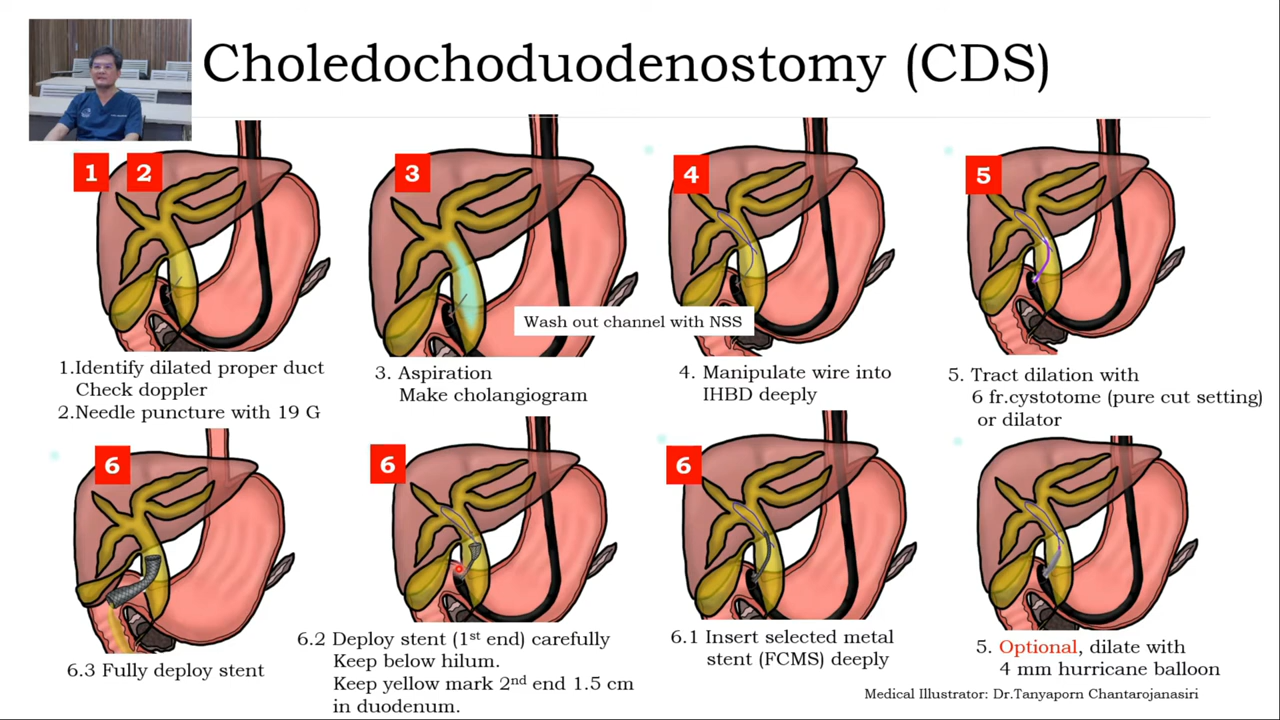 Choledochoduodenostomy (CDS)
1
2
3
4
5
Wash out channel with NSS
1.Identify dilated proper duct
Check doppler
2.Needle puncture with 19 G
3. Aspiration
Make cholangiogram
4. Manipulate wire into
IHBD deeply
5. Tract dilation with
6 fr.cystotome (pure cut setting)
or dilator
6
6
6
6.3 Fully deploy stent
6.2 Deploy stent (1st end) carefully
Keep below hilum.
Keep yellow mark 2nd end 1.5 cm
in duodenum.
6.1 Insert selected metal
stent (FCMS) deeply
5. Optional, dilate with
4 mm hurricane balloon
Medical Illustrator: Dr.Tanyaporn Chantarojanasiri